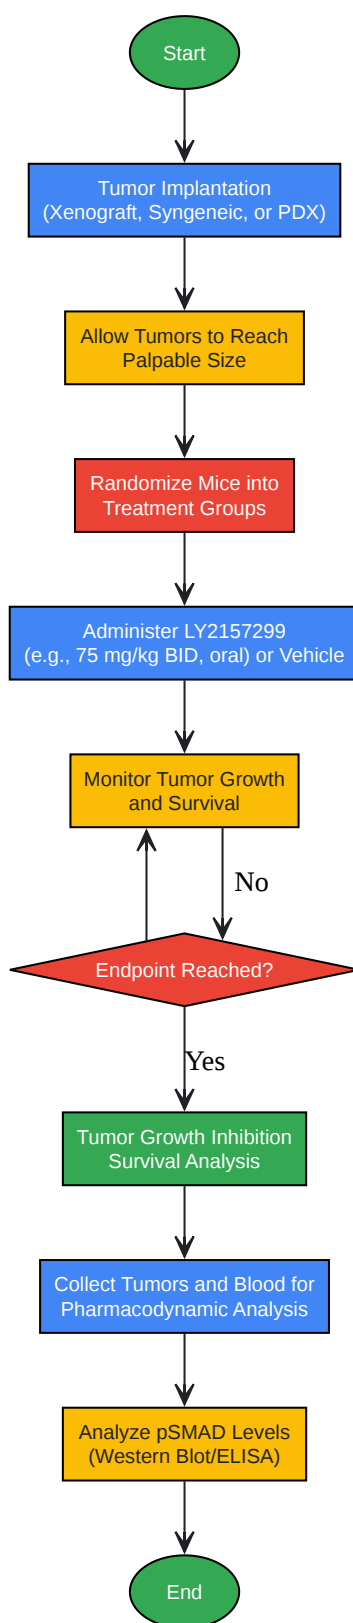 Start
Tumor Implantation
(Xenograft, Syngeneic, or PDX)
Allow Tumors to Reach
Palpable Size
Randomize Mice into
Treatment Groups
Administer LY2157299
(e.g., 75 mg/kg BID, oral) or Vehicle
Monitor Tumor Growth
and Survival
No
Endpoint Reached?
Yes
Tumor Growth Inhibition
Survival Analysis
Collect Tumors and Blood for
Pharmacodynamic Analysis
Analyze pSMAD Levels
(Western Blot/ELISA)
End